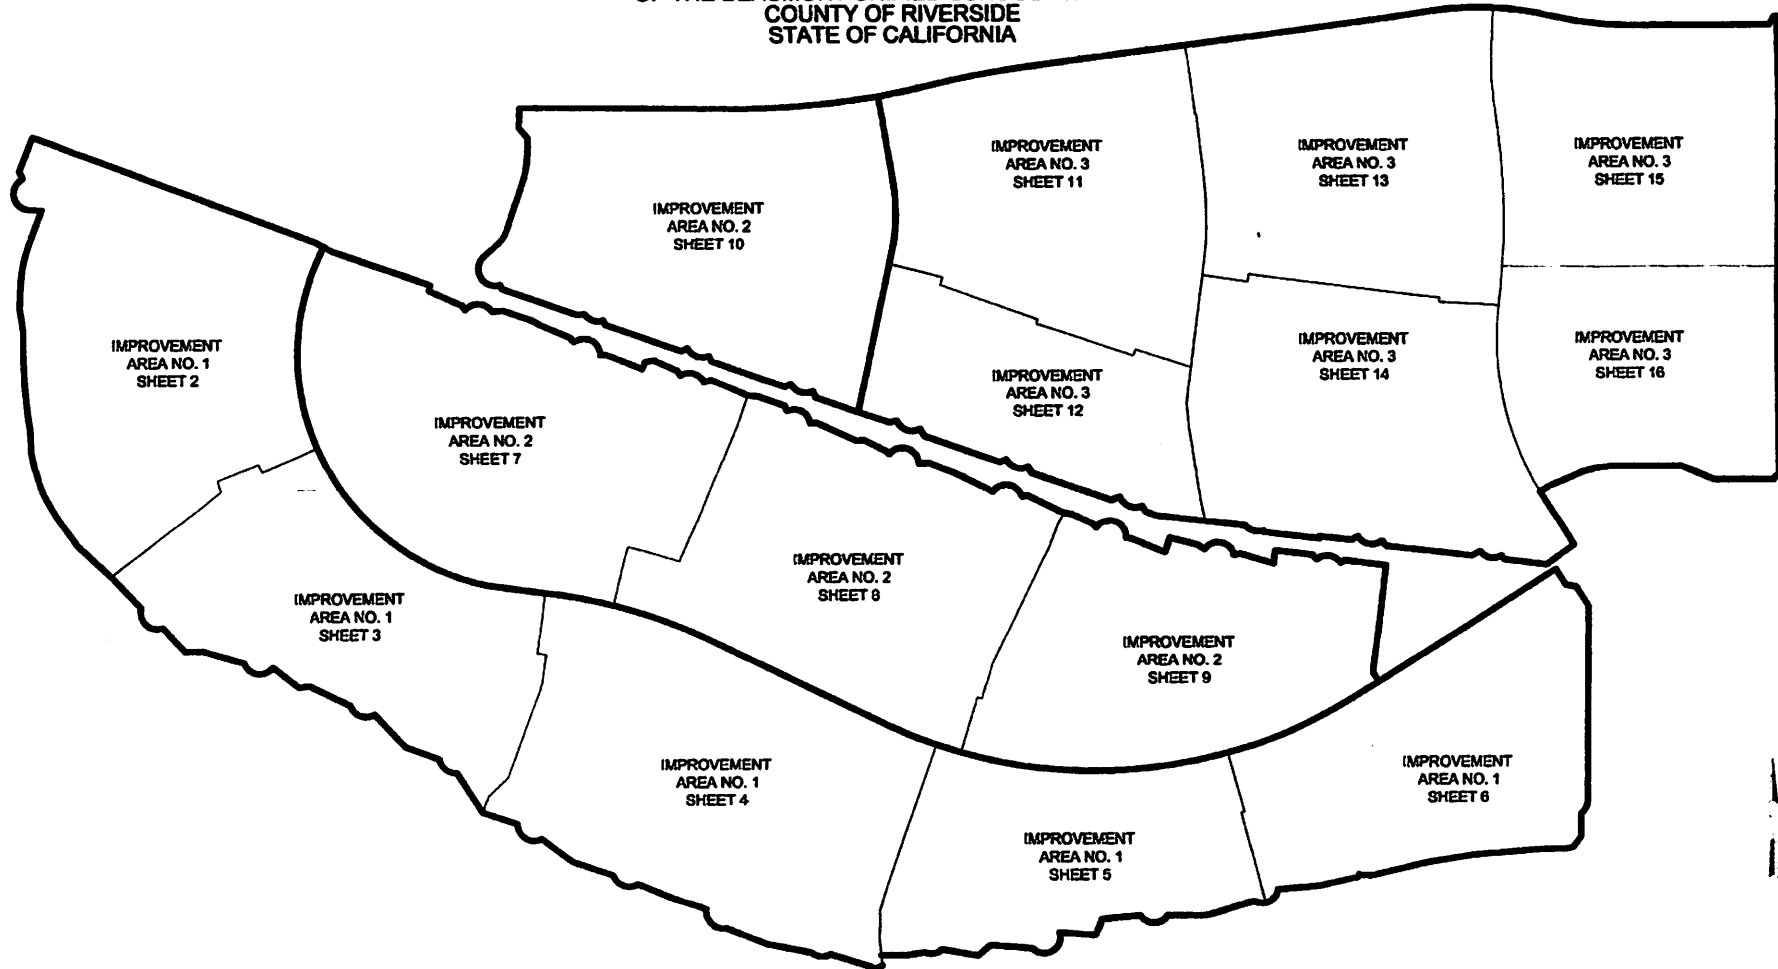 COUNTY OF RIVERSIDE
STATE OF CALIFORNIA
IMPROVEMENT
AREA NO. 3
SHEET 11
IMPROVEMENT
AREA NO. 3
SHEET 13
IMPROVEMENT
AREA NO. 3
SHEET 15
IMPROVEMENT
AREA NO. 2
SHEET 10
IMPROVEMENT
AREA NO. 1
SHEET 2
IMPROVEMENT
AREA NO. 3
SHEET 12
IMPROVEMENT
AREA NO. 3
SHEET 14
IMPROVEMENT
AREA NO. 3
SHEET 16
IMPROVEMENT
AREA NO. 2
SHEET 7
IMPROVEMENT
AREA NO. 2
SHEET 8
IMPROVEMENT
AREA NO. 1
SHEET 3
IMPROVEMENT
AREA NO. 2
SHEET 9
IMPROVEMENT
AREA NO. 1
SHEET 4
IMPROVEMENT
AREA NO. 1
SHEET 6
IMPROVEMENT
AREA NO. 1
SHEET 5